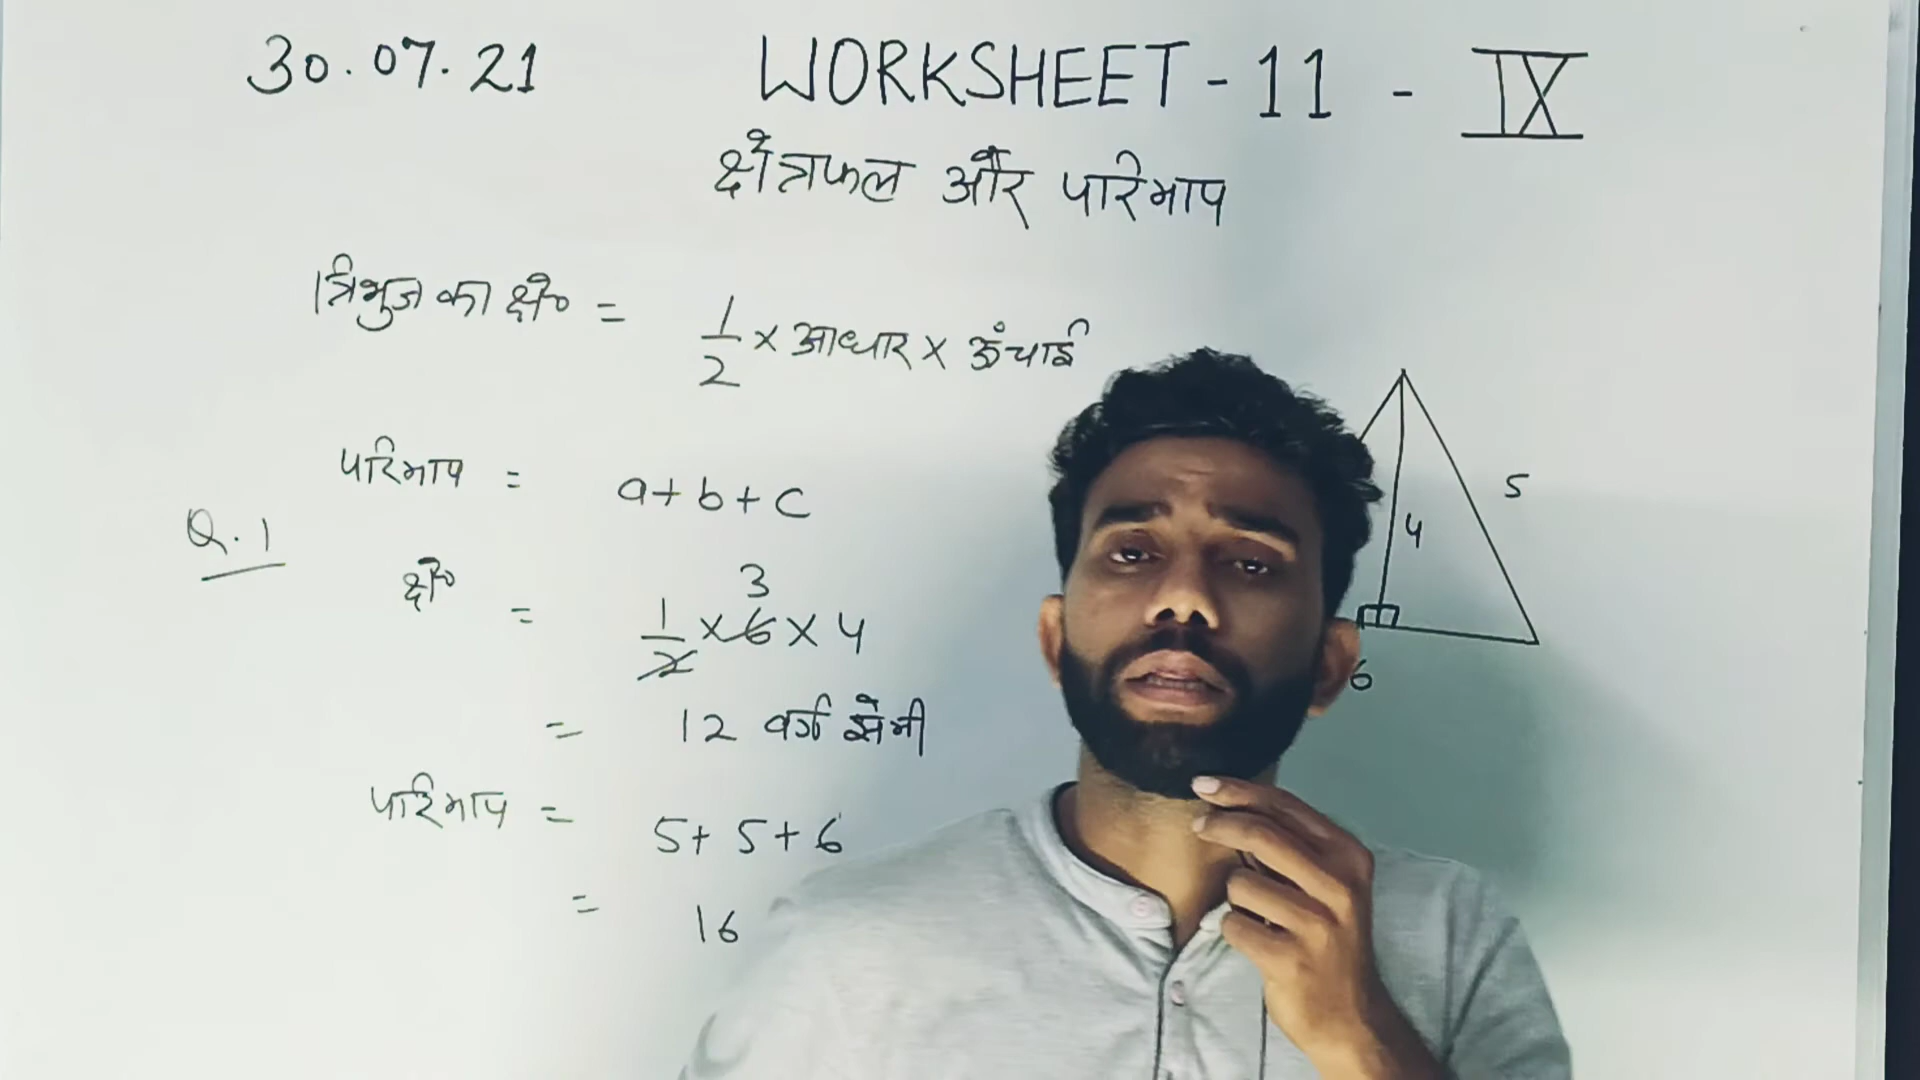 30.07.21 WORKSHEET - 11 - IX
क्षेत्रफल और परिमाप
त्रिभुज का क्षे० = 1/2 × आधार × ऊंचाई
परिमाप = a + b + c
Q.1
क्षे० = 1/2 × 6 × 4
3
= 12 वर्ग सेमी
परिमाप = 5 + 5 + 6
= 16
5
4
6